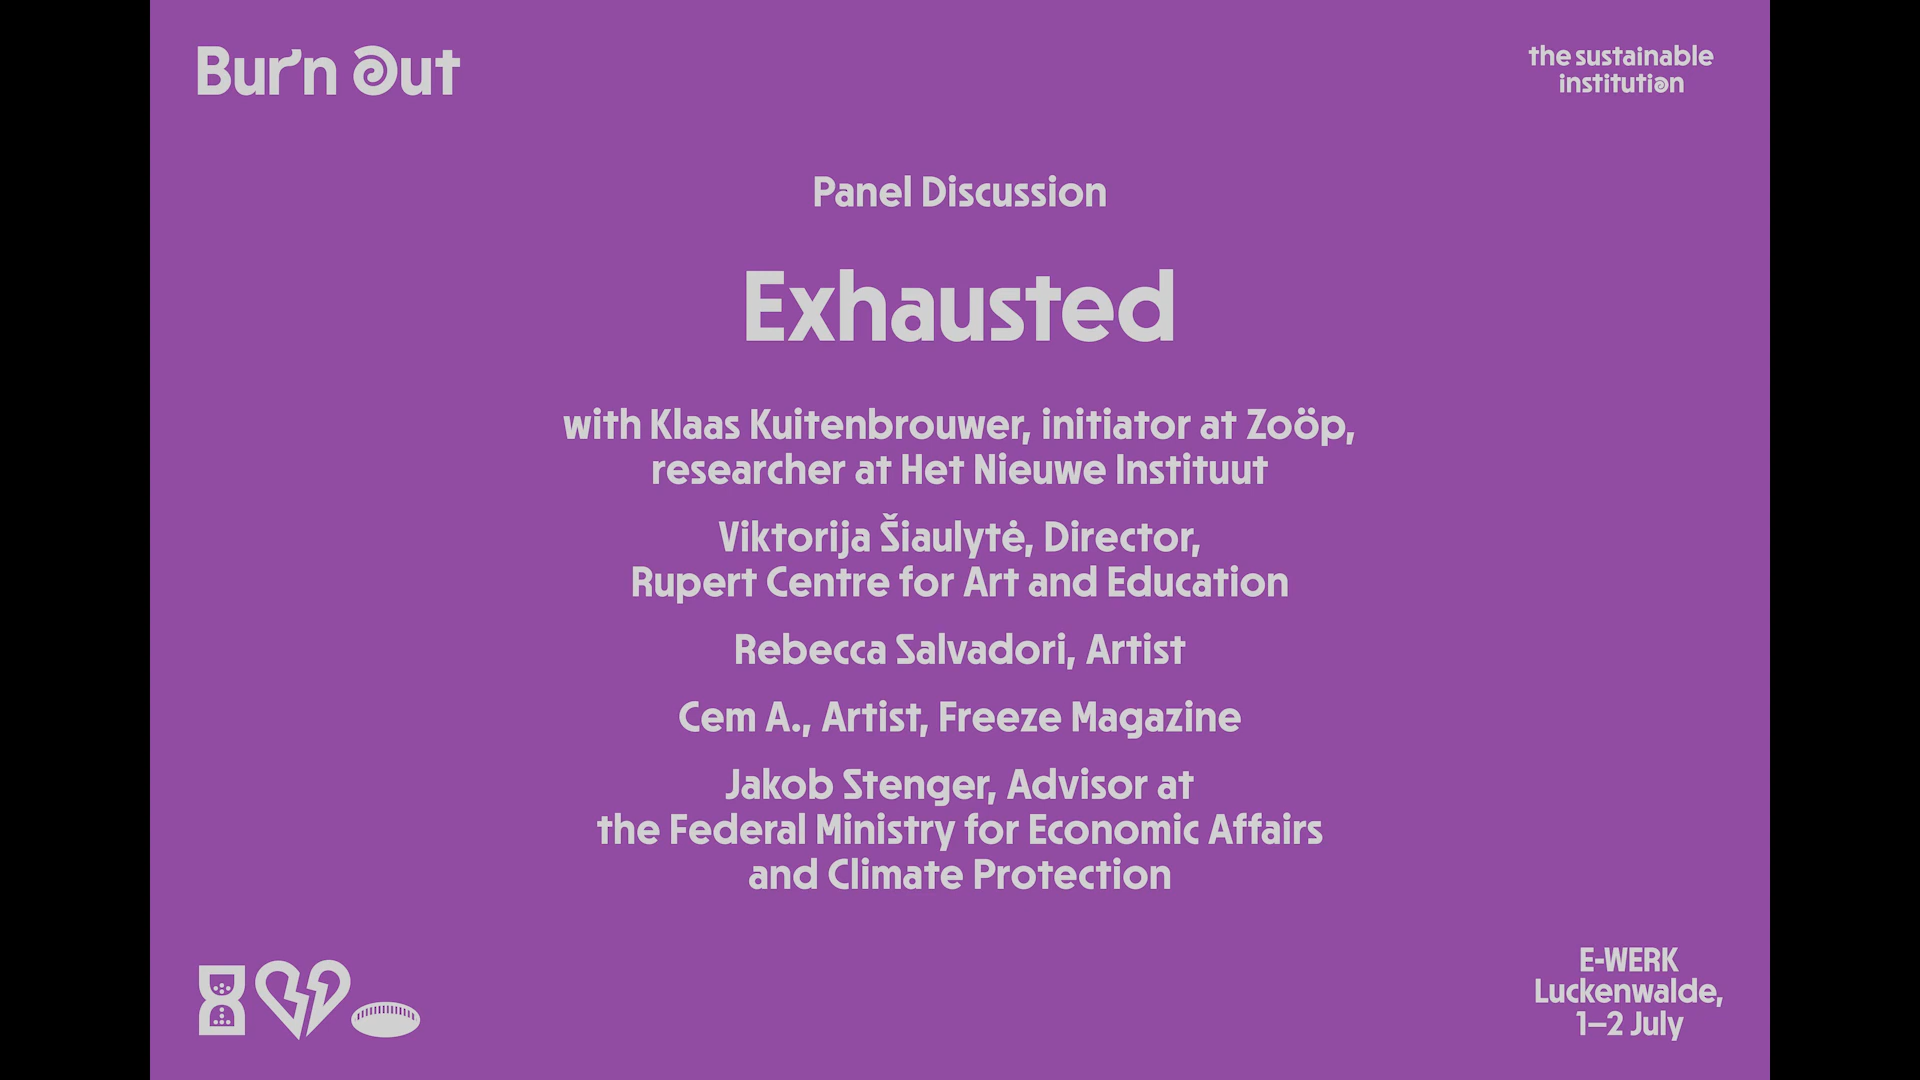 Burn Out
the sustainable
institution
Panel Discussion
Exhausted
with Klaas Kuitenbrouwer, initiator at Zoöp,
researcher at Het Nieuwe Instituut
Viktorija Šiaulytė, Director,
Rupert Centre for Art and Education
Rebecca Salvadori, Artist
Cem A., Artist, Freeze Magazine
Jakob Stenger, Advisor at
the Federal Ministry for Economic Affairs
and Climate Protection
E-WERK
Luckenwalde,
1–2 July